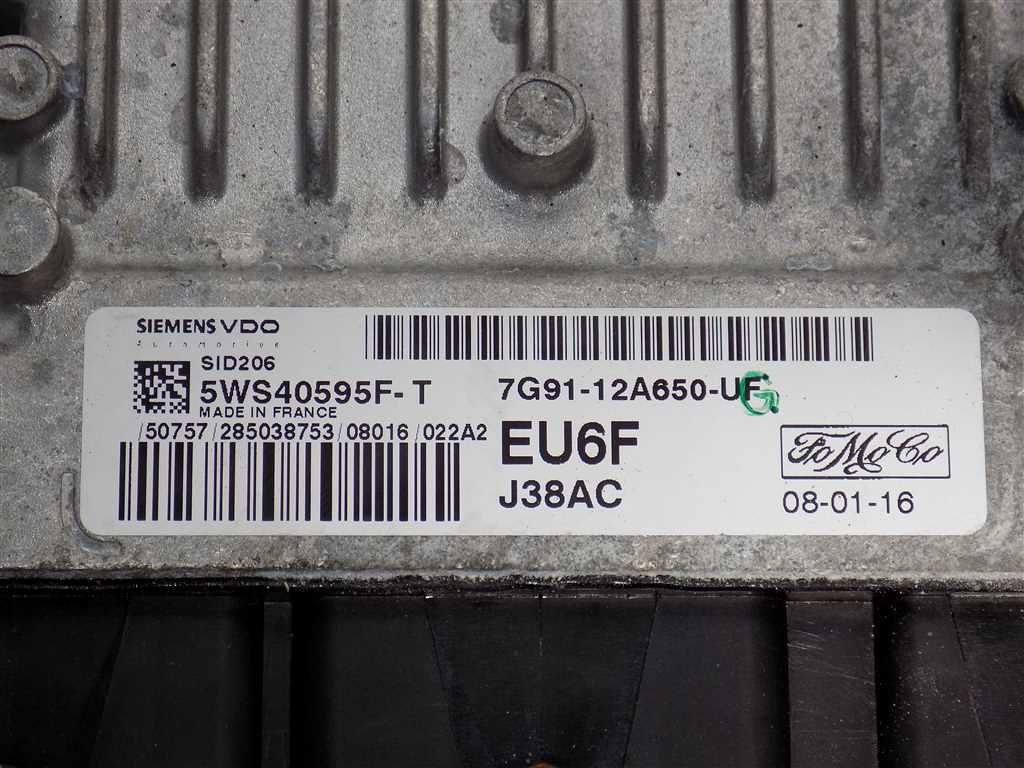 SIEMENS VDO
Automotive
SID206
5WS40595F-T
MADE IN FRANCE
/50757/285038753/08016/022A2
7G91-12A650-UF
G
EU6F
J38AC
FoMoCo
08-01-16